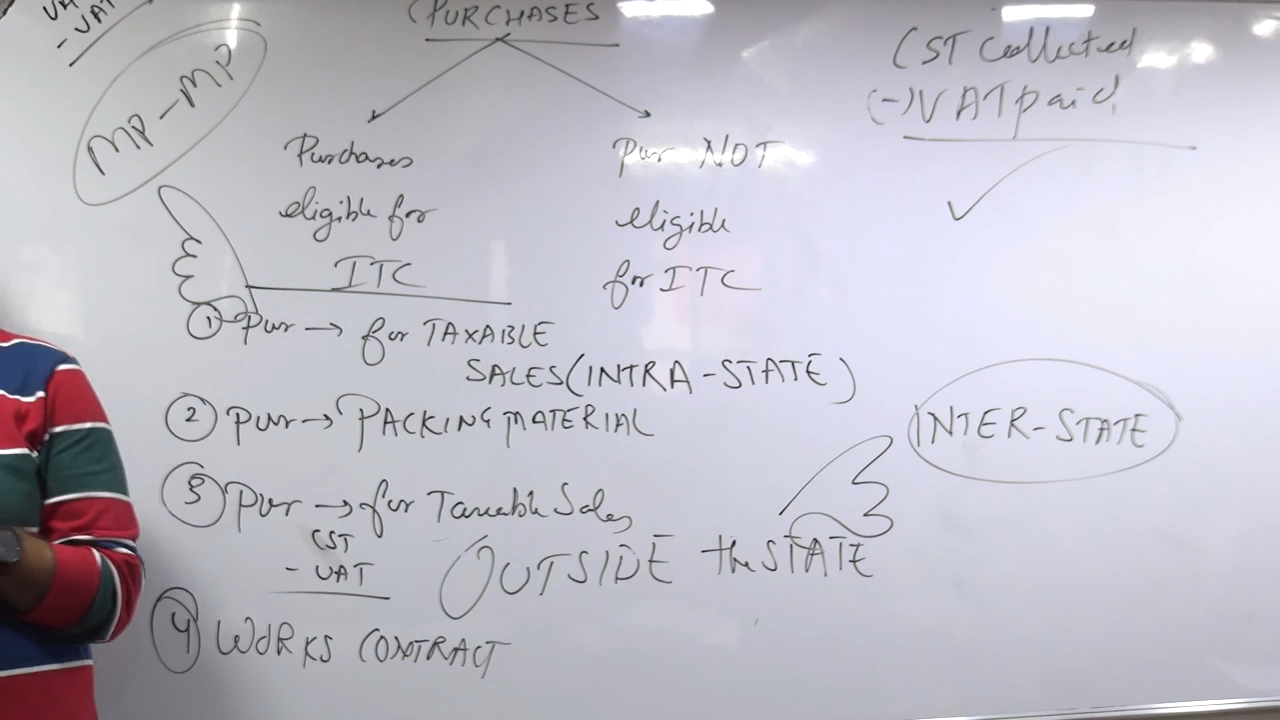 VAT
- VAT
(PURCHASES
MP-MP
CST Collected
(-) VAT paid
Purchases
eligible for
ITC
Pur NOT
eligible
for ITC
① Pur → for TAXABLE
SALES (INTRA-STATE)
② Pur → PACKING MATERIAL
INTER-STATE
③ Pur → for Taxable Sales
OUTSIDE the STATE
CST
- VAT
④ WORKS CONTRACT